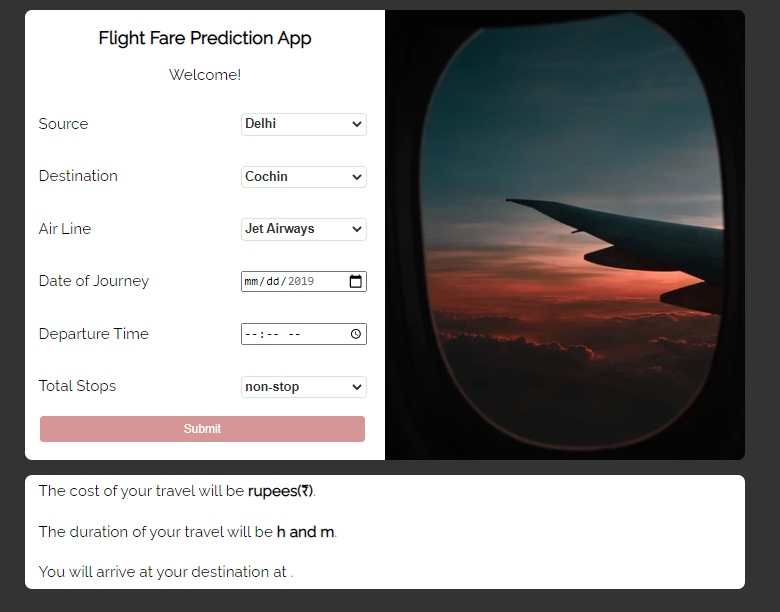 Flight Fare Prediction App
Welcome!
Source Delhi
Destination Cochin
Air Line Jet Airways
Date of Journey mm/dd/2019
Departure Time --:-- --
Total Stops non-stop
Submit
The cost of your travel will be rupees(₹).
The duration of your travel will be h and m.
You will arrive at your destination at .